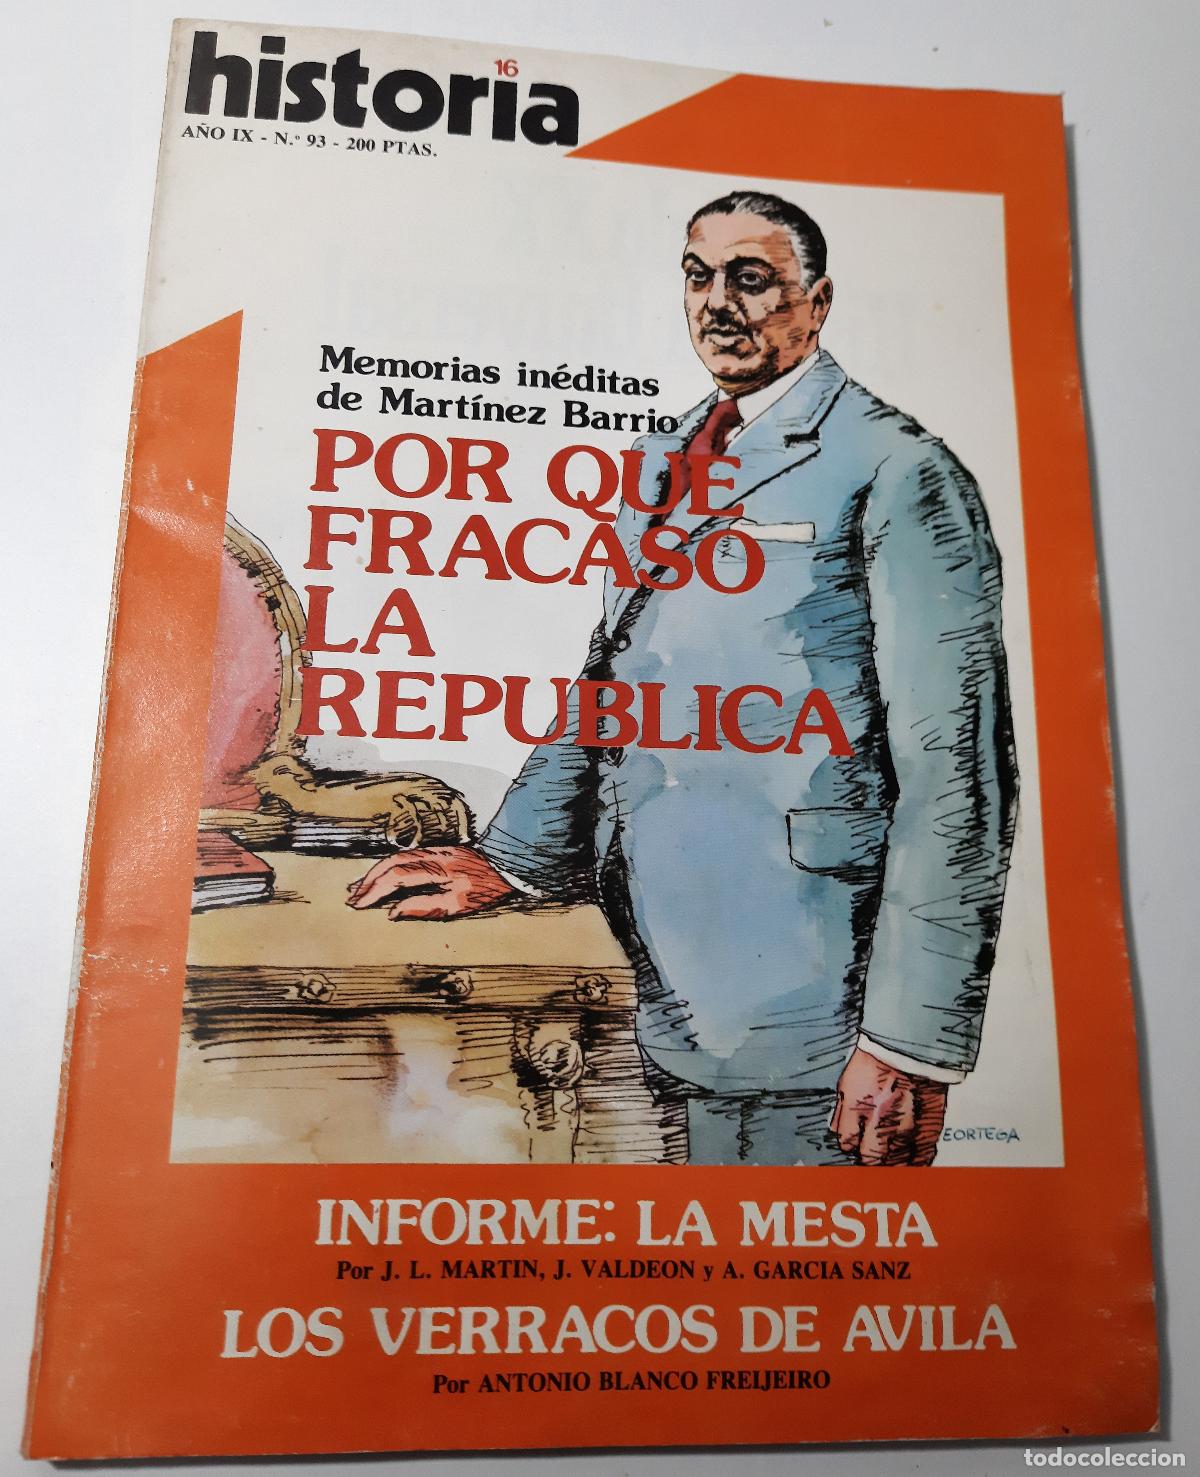 historia
16
AÑO IX - N.º 93 - 200 PTAS.
Memorias inéditas
de Martínez Barrio
POR QUE
FRACASO
LA
REPUBLICA
EORTEGA
INFORME: LA MESTA
Por J. L. MARTIN, J. VALDEON y A. GARCIA SANZ
LOS VERRACOS DE AVILA
Por ANTONIO BLANCO FREIJEIRO
todocoleccion